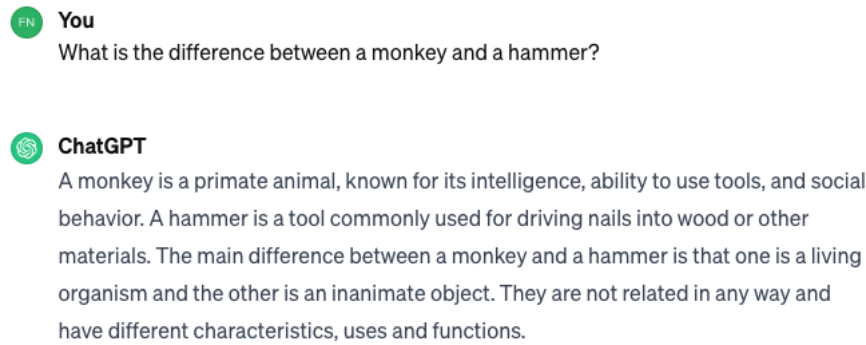 FN You
What is the difference between a monkey and a hammer?
ChatGPT
A monkey is a primate animal, known for its intelligence, ability to use tools, and social
behavior. A hammer is a tool commonly used for driving nails into wood or other
materials. The main difference between a monkey and a hammer is that one is a living
organism and the other is an inanimate object. They are not related in any way and
have different characteristics, uses and functions.